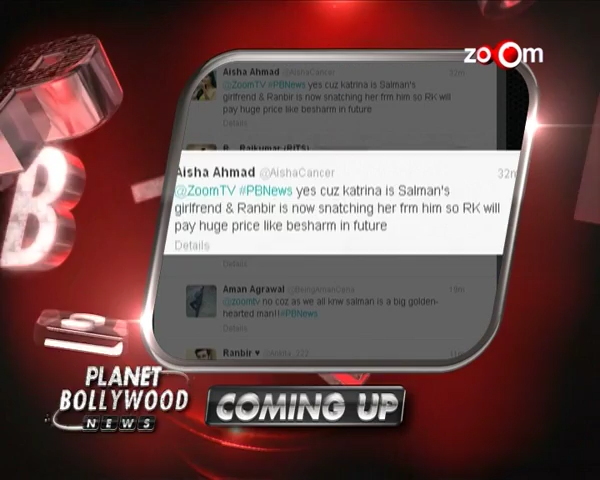 zoOm
Aisha Ahmad @AishaCancer 32m
@ZoomTV #PBNews yes cuz katrina is Salman's
girlfriend & Ranbir is now snatching her frm him so RK will
pay huge price like besharm in future
Details
Aisha Ahmad @AishaCancer 32m
@ZoomTV #PBNews yes cuz katrina is Salman's
girlfrend & Ranbir is now snatching her frm him so RK will
pay huge price like besharm in future
Details
Aman Agrawal
@zoomtv no coz as we all knw salman is a big golden-
hearted man!!#PBNews
Details
Ranbir ♥
PLANET
BOLLYWOOD
NEWS
COMING UP
B